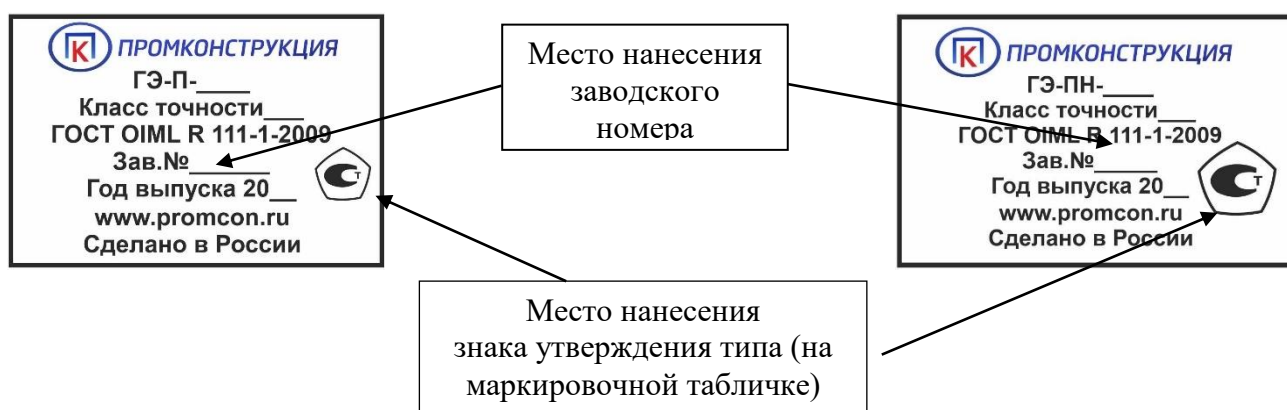 ПРОМКОНСТРУКЦИЯ
ГЭ-П-____
Класс точности___
ГОСТ OIML R 111-1-2009
Зав.№______
Год выпуска 20__
www.promcon.ru
Сделано в России
Место нанесения
заводского
номера
ПРОМКОНСТРУКЦИЯ
ГЭ-ПН-____
Класс точности___
ГОСТ OIML R 111-1-2009
Зав.№_____
Год выпуска 20__
www.promcon.ru
Сделано в России
Место нанесения
знака утверждения типа (на
маркировочной табличке)